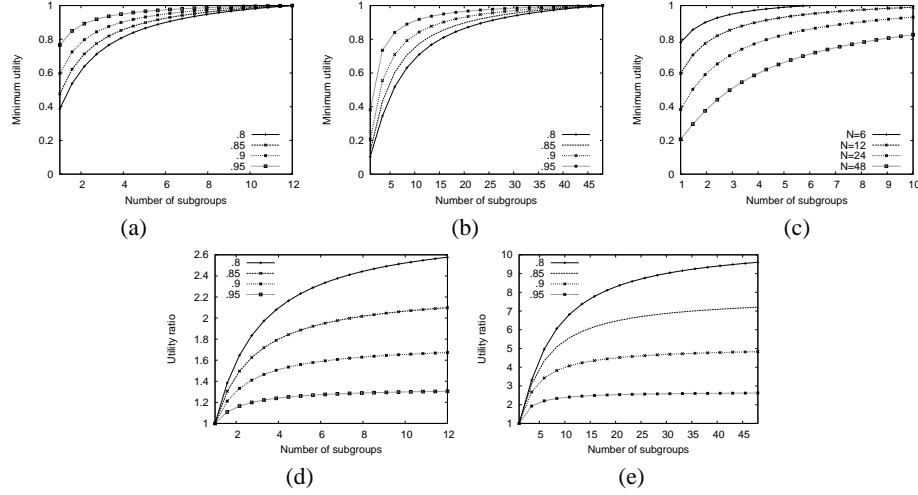 1
0.8
0.6
0.4
0.2
0
Minimum utility
.8
.85
.9
.95
2 4 6 8 10 12
Number of subgroups
(a)
1
0.8
0.6
0.4
0.2
0
Minimum utility
.8
.85
.9
.95
5 10 15 20 25 30 35 40 45
Number of subgroups
(b)
1
0.8
0.6
0.4
0.2
0
Minimum utility
N=6
N=12
N=24
N=48
1 2 3 4 5 6 7 8 9 10
Number of subgroups
(c)
2.6
2.4
2.2
2
1.8
1.6
1.4
1.2
1
Utility ratio
.8
.85
.9
.95
2 4 6 8 10 12
Number of subgroups
(d)
10
9
8
7
6
5
4
3
2
1
Utility ratio
.8
.85
.9
.95
5 10 15 20 25 30 35 40 45
Number of subgroups
(e)